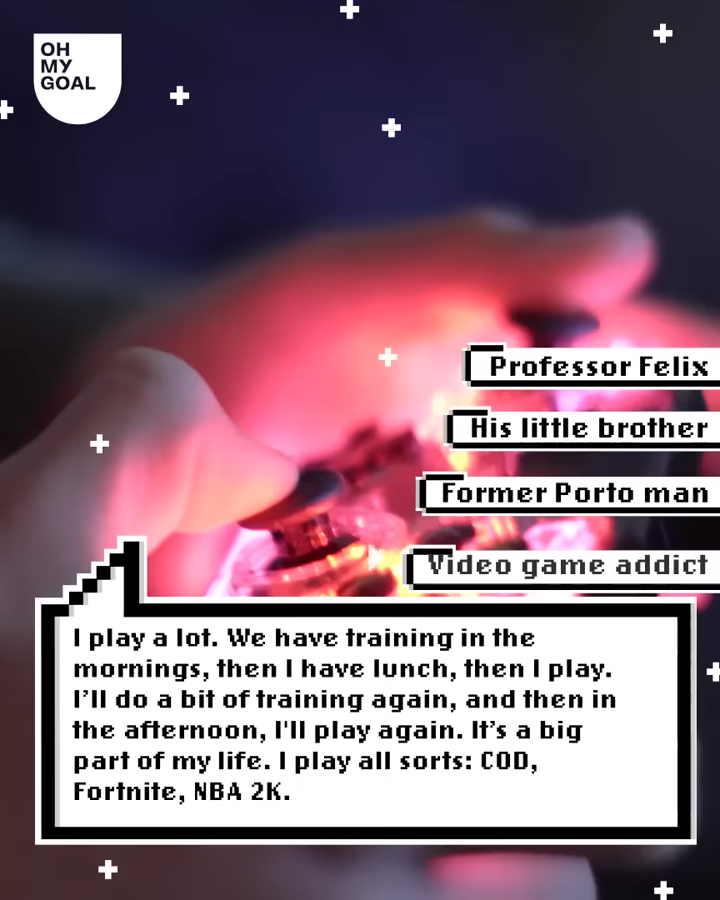 OH
MY
GOAL
Professor Felix
His little brother
Former Porto man
Video game addict
I play a lot. We have training in the
mornings, then I have lunch, then I play.
I'll do a bit of training again, and then in
the afternoon, I'll play again. It's a big
part of my life. I play all sorts: COD,
Fortnite, NBA 2K.